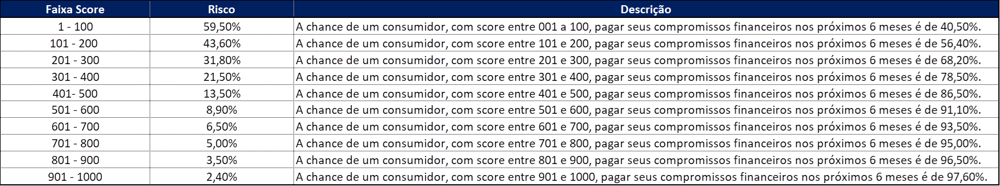 Faixa Score Risco Descrição
1 - 100 59,50% A chance de um consumidor, com score entre 001 a 100, pagar seus compromissos financeiros nos próximos 6 meses é de 40,50%.
101 - 200 43,60% A chance de um consumidor, com score entre 101 e 200, pagar seus compromissos financeiros nos próximos 6 meses é de 56,40%.
201 - 300 31,80% A chance de um consumidor, com score entre 201 e 300, pagar seus compromissos financeiros nos próximos 6 meses é de 68,20%.
301 - 400 21,50% A chance de um consumidor, com score entre 301 e 400, pagar seus compromissos financeiros nos próximos 6 meses é de 78,50%.
401- 500 13,50% A chance de um consumidor, com score entre 401 e 500, pagar seus compromissos financeiros nos próximos 6 meses é de 86,50%.
501 - 600 8,90% A chance de um consumidor, com score entre 501 e 600, pagar seus compromissos financeiros nos próximos 6 meses é de 91,10%.
601 - 700 6,50% A chance de um consumidor, com score entre 601 e 700, pagar seus compromissos financeiros nos próximos 6 meses é de 93,50%.
701 - 800 5,00% A chance de um consumidor, com score entre 701 e 800, pagar seus compromissos financeiros nos próximos 6 meses é de 95,00%.
801 - 900 3,50% A chance de um consumidor, com score entre 801 e 900, pagar seus compromissos financeiros nos próximos 6 meses é de 96,50%.
901 - 1000 2,40% A chance de um consumidor, com score entre 901 e 1000, pagar seus compromissos financeiros nos próximos 6 meses é de 97,60%.